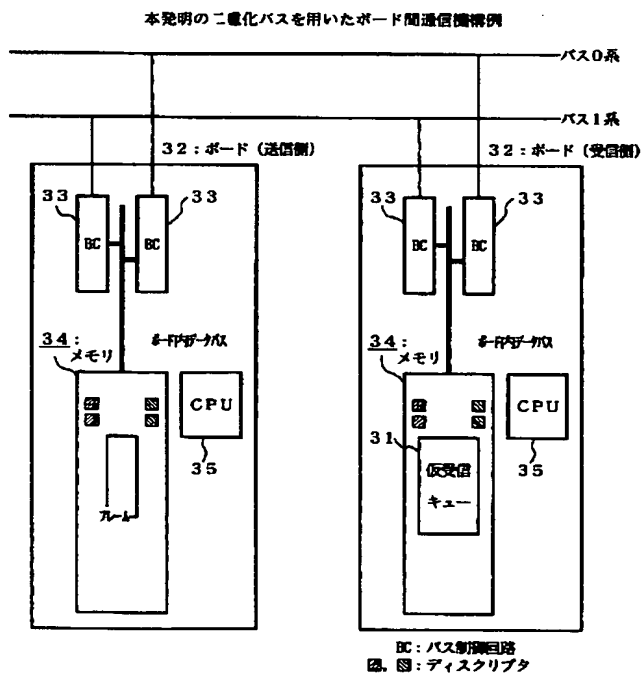 本発明の二重化バスを用いたボード間通信機構例
バス0系
バス1系
32:ボード(送信側)
32:ボード(受信側)
33
33
33
33
BC
BC
BC
BC
34:
メモリ
ボード内データバス
34:
メモリ
ボード内データバス
CPU
35
31
CPU
35
フレーム
仮受信
キュー
BC:バス制御回路
:ディスクリプタ